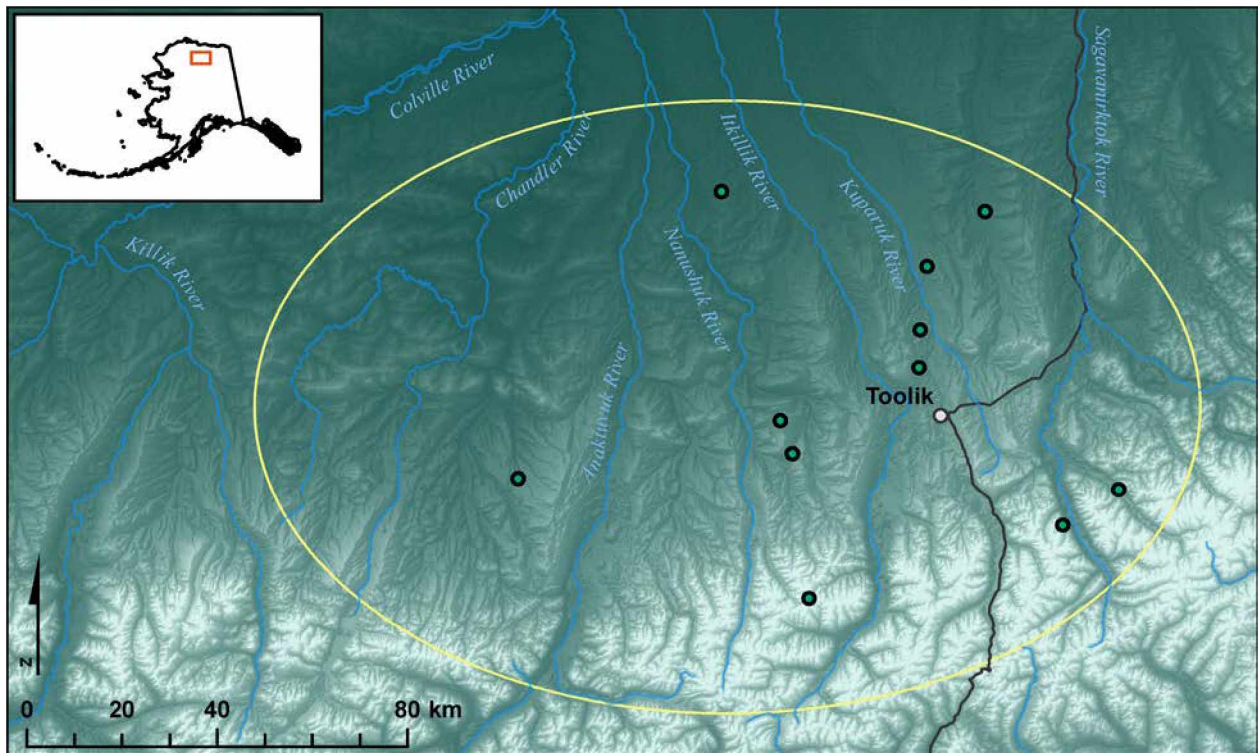 Colville River
Chandler River
Killik River
Anaktuvuk River
Nanushuk River
Itkillik River
Kuparuk River
Sagavanirktok River
Toolik
N
0 20 40 80 km